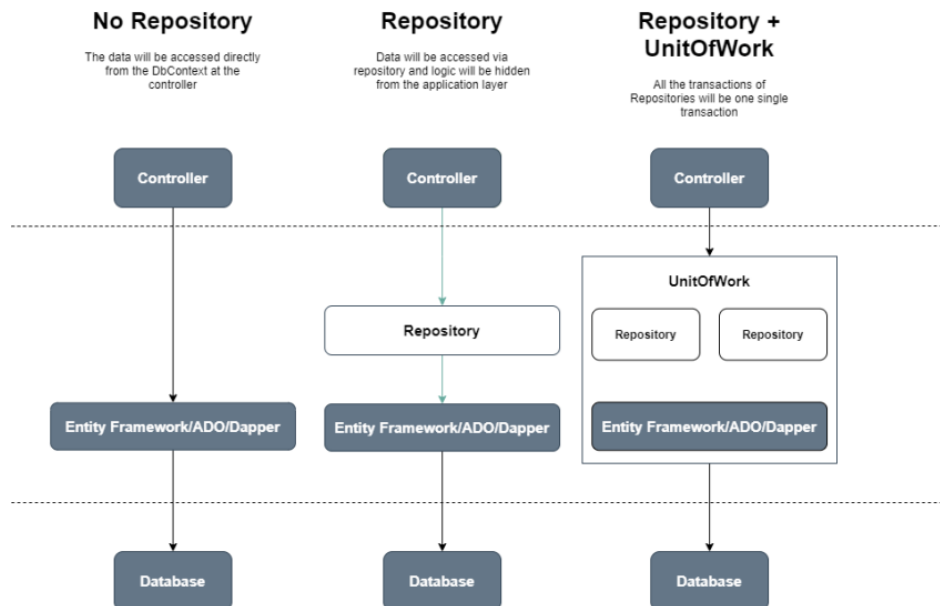 No Repository
The data will be accessed directly
from the DbContext at the
controller
Controller
Entity Framework/ADO/Dapper
Database
Repository
Data will be accessed via
repository and logic will be hidden
from the application layer
Controller
Repository
Entity Framework/ADO/Dapper
Database
Repository +
UnitOfWork
All the transactions of
Repositories will be one single
transaction
Controller
UnitOfWork
Repository
Repository
Entity Framework/ADO/Dapper
Database